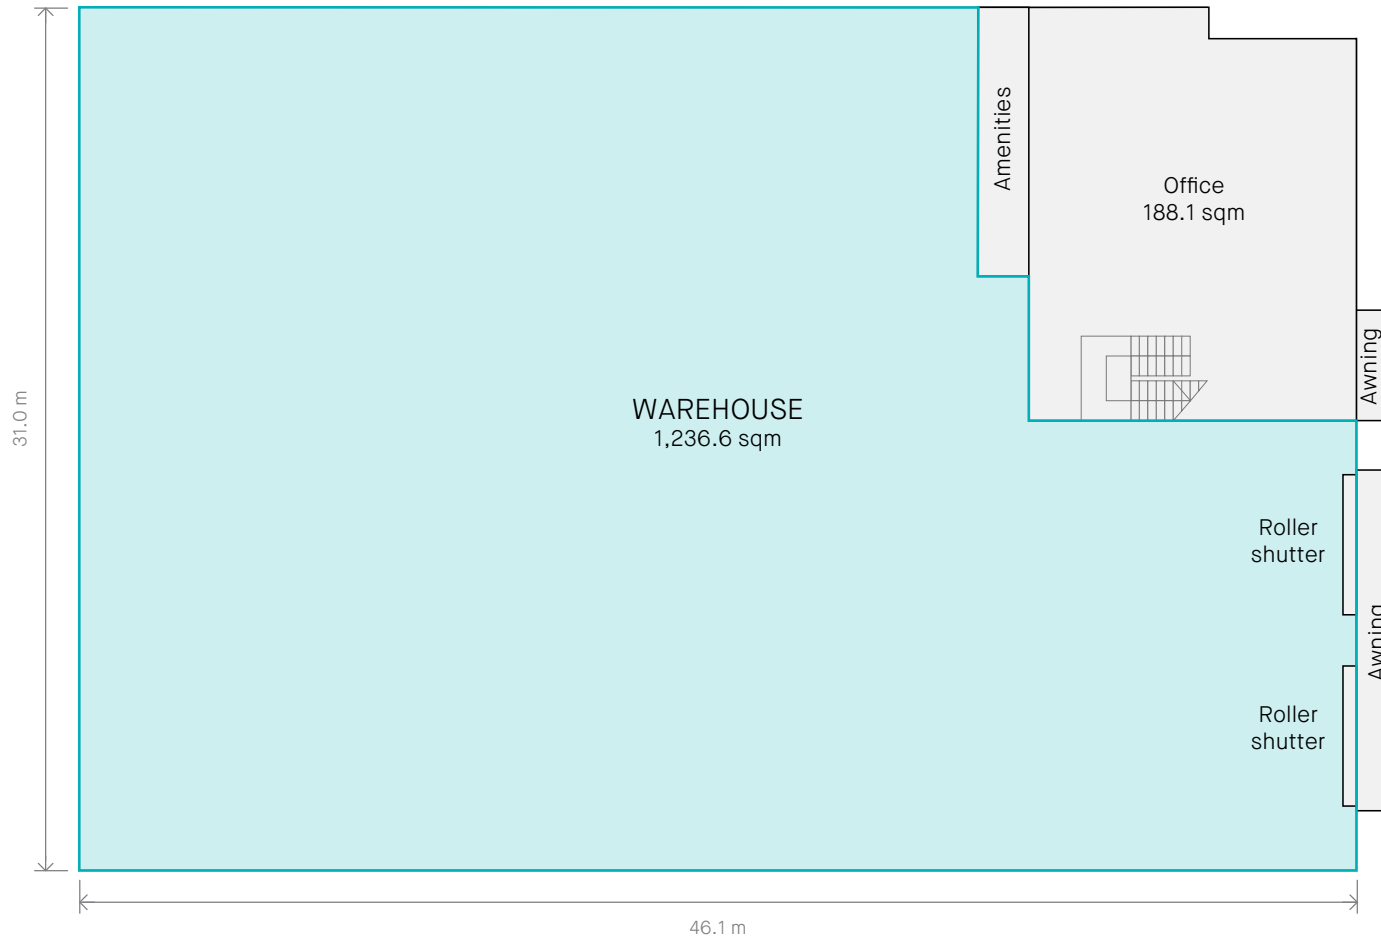 Amenities
Office
188.1 sqm
Awning
31.0 m
WAREHOUSE
1,236.6 sqm
Roller
shutter
Awning
Roller
shutter
46.1 m